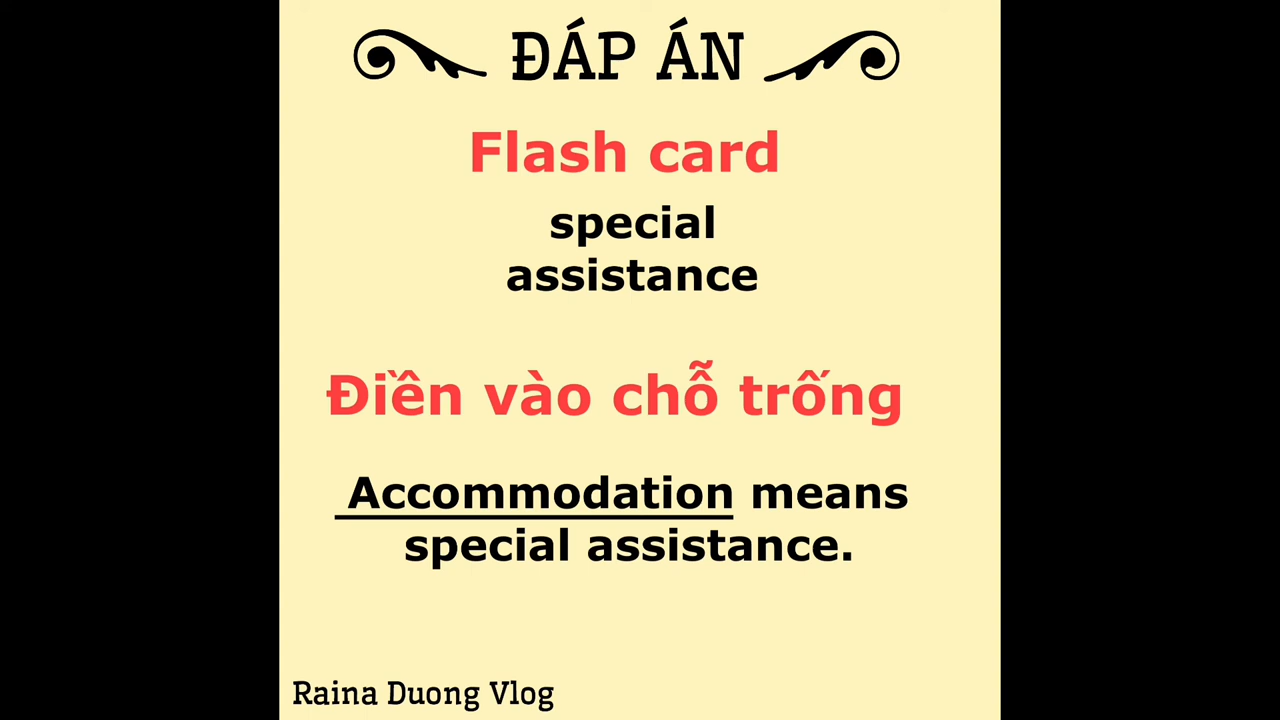 ĐÁP ÁN
Flash card
special
assistance
Điền vào chỗ trống
Accommodation means
special assistance.
Raina Duong Vlog